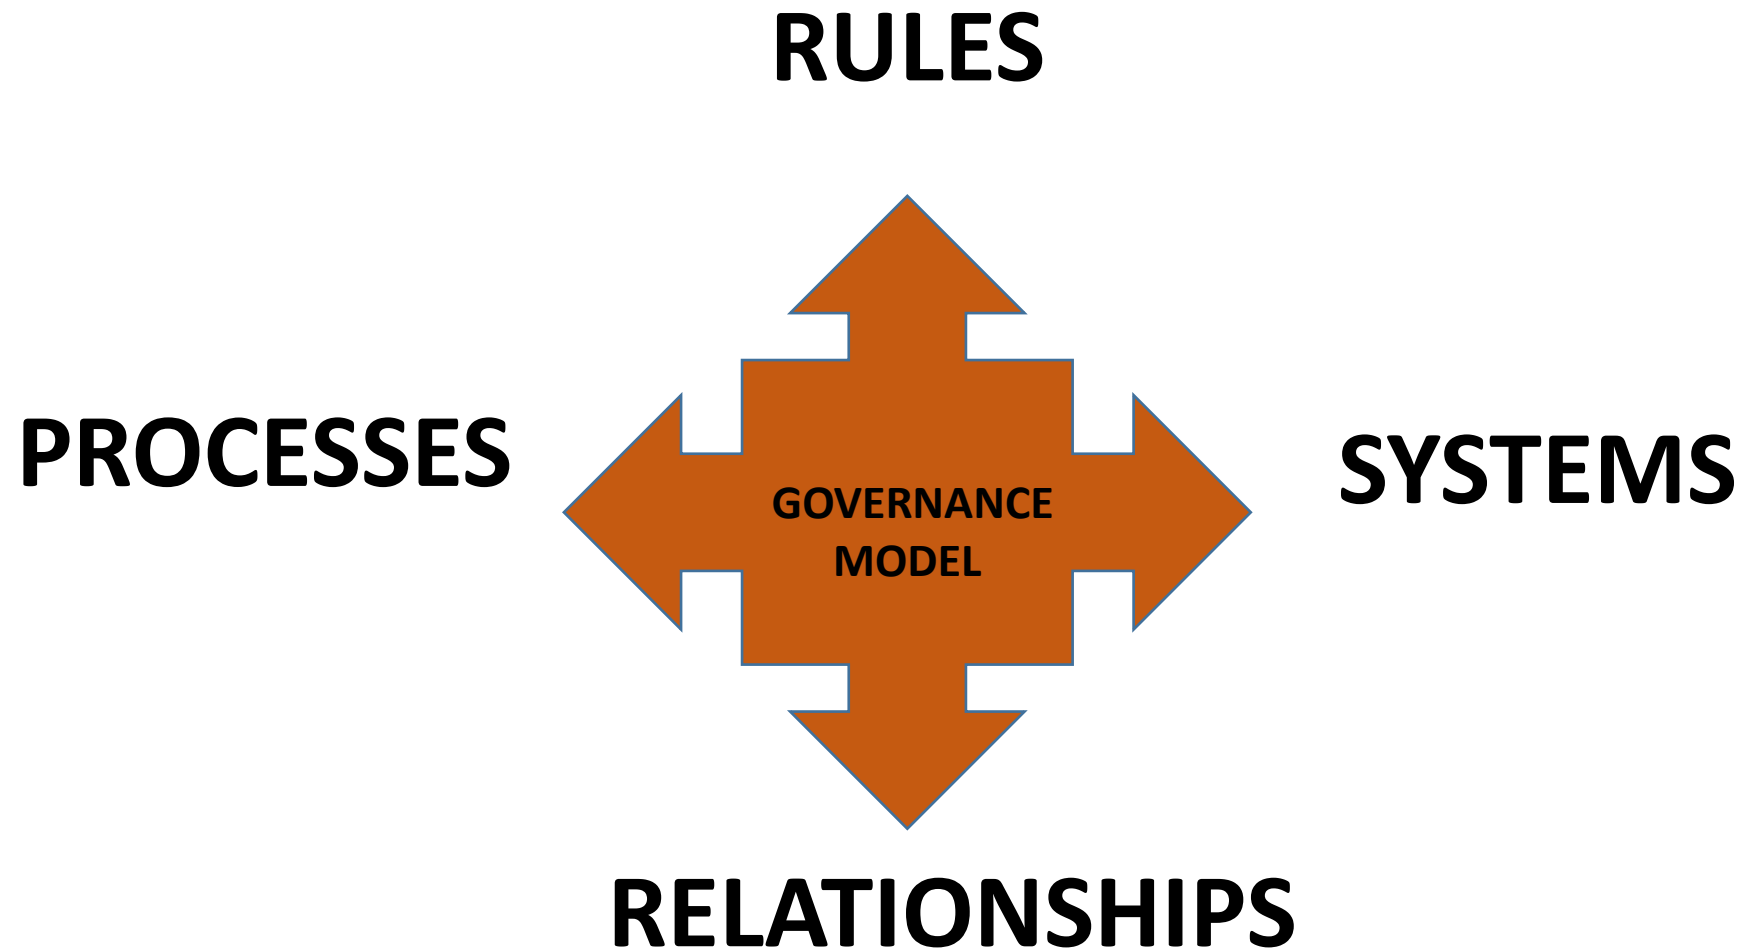 RULES
PROCESSES
SYSTEMS
GOVERNANCE
MODEL
RELATIONSHIPS